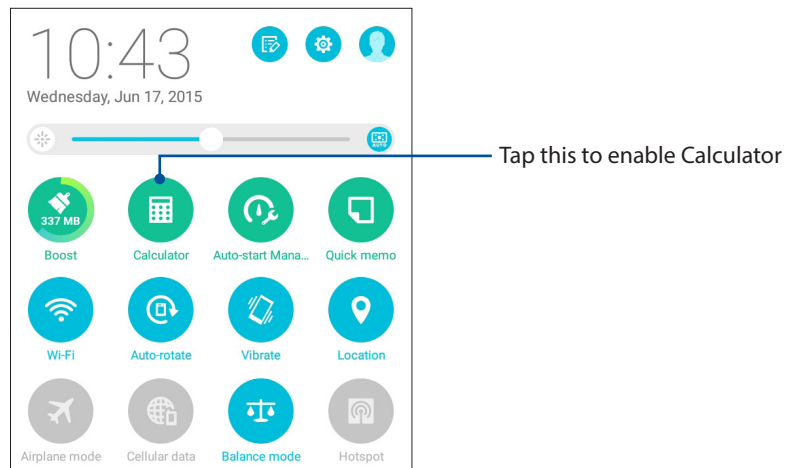 10:43
Wednesday, Jun 17, 2015
AUTO
Tap this to enable Calculator
337 MB
Boost Calculator Auto-start Mana... Quick memo
Wi-Fi Auto-rotate Vibrate Location
Airplane mode Cellular data Balance mode Hotspot